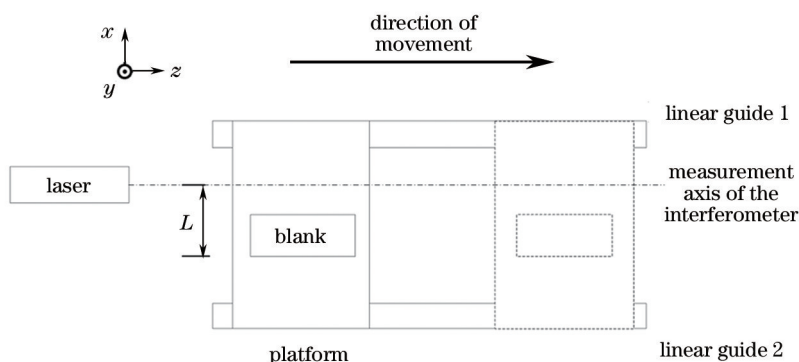 direction of
movement
x
z
y
linear guide 1
laser
measurement
axis of the
interferometer
L
blank
platform
linear guide 2